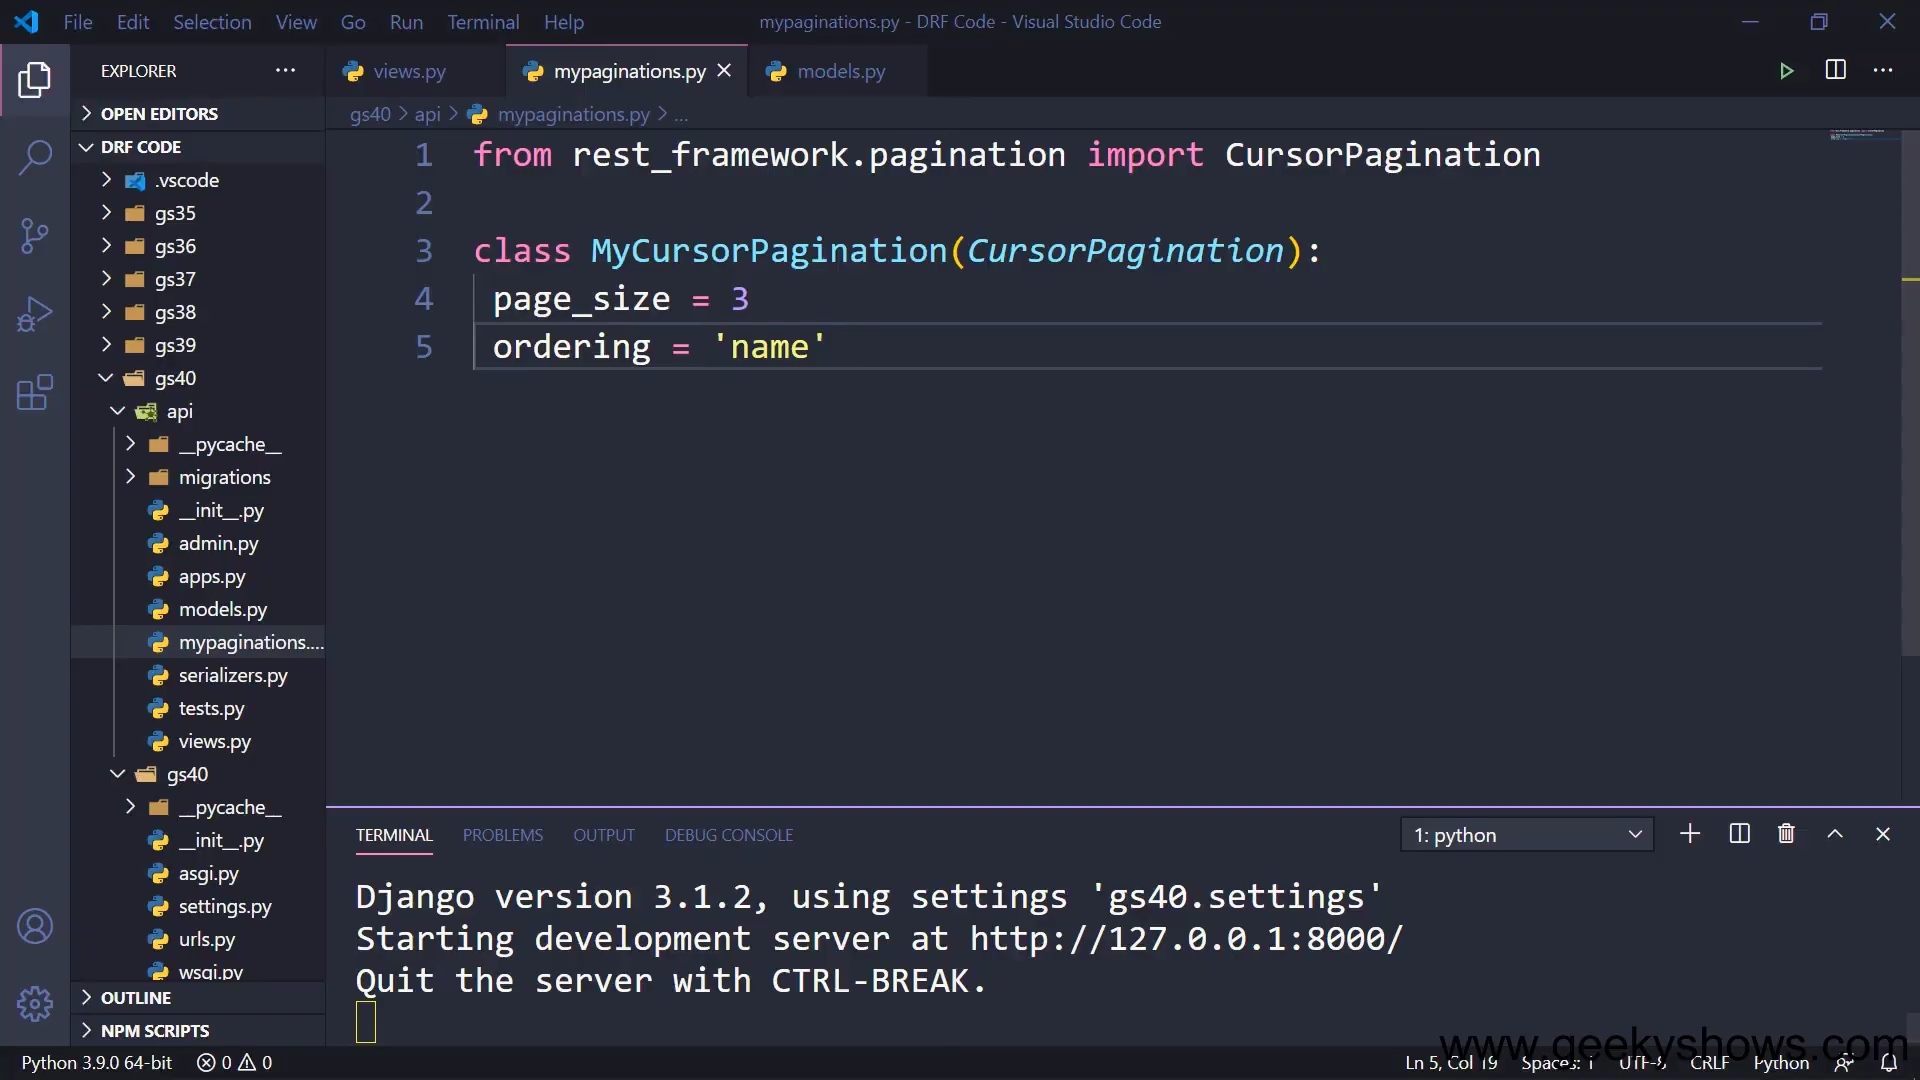 File Edit Selection View Go Run Terminal Help mypaginations.py - DRF Code - Visual Studio Code
EXPLORER ...
views.py mypaginations.py models.py
OPEN EDITORS
gs40 > api > mypaginations.py > ...
DRF CODE
.vscode
gs35
gs36
gs37
gs38
gs39
gs40
api
__pycache__
migrations
__init__.py
admin.py
apps.py
models.py
mypaginations....
serializers.py
tests.py
views.py
gs40
__pycache__
__init__.py
asgi.py
settings.py
urls.py
wsgi.py
OUTLINE
NPM SCRIPTS
1 from rest_framework.pagination import CursorPagination
2
3 class MyCursorPagination(CursorPagination):
4 page_size = 3
5 ordering = 'name'
TERMINAL PROBLEMS OUTPUT DEBUG CONSOLE 1: python
Django version 3.1.2, using settings 'gs40.settings'
Starting development server at http://127.0.0.1:8000/
Quit the server with CTRL-BREAK.
www.geekyshows.com
Python 3.9.0 64-bit 0 0 Ln 5, Col 19 Spaces: 1 UTF-8 CRLF Python